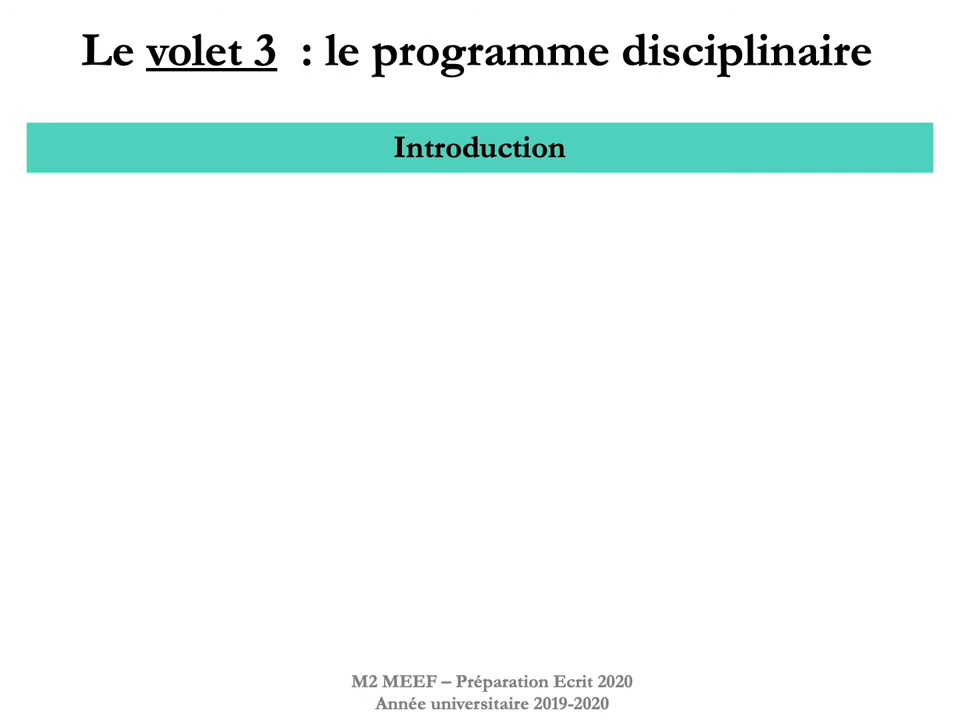 Le volet 3 : le programme disciplinaire
Introduction
M2 MEEF – Préparation Ecrit 2020
Année universitaire 2019-2020